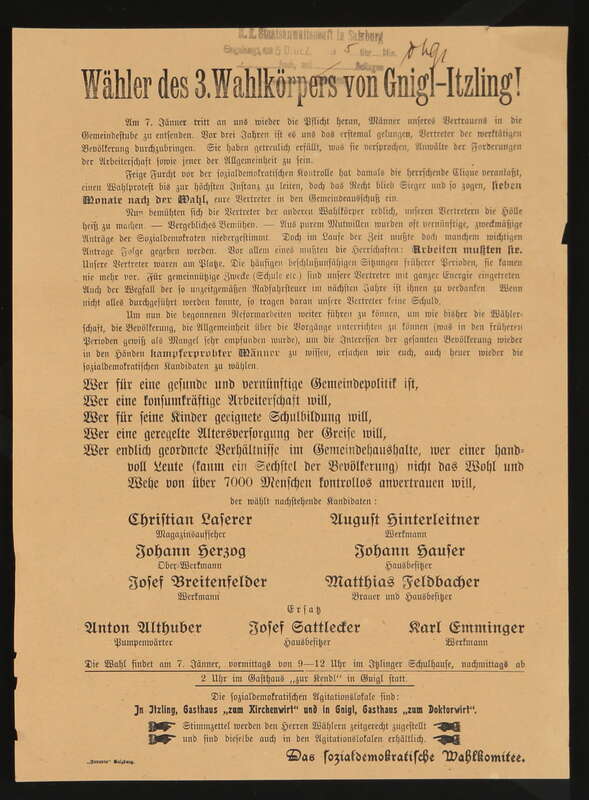 K. K. Staatsanwaltschaft in Salzburg
5 Uhr Min.
Wähler des 3. Wahlkörpers von Gnigl-Itzling!
Am 7. Jänner tritt an uns wieder die Pflicht heran, Männer unseres Vertrauens in die
Gemeindestube zu entsenden. Vor drei Jahren ist es uns das erstemal gelungen, Vertreter der werktätigen
Bevölkerung durchzubringen. Sie haben getreulich erfüllt, was sie versprochen, Anwälte der Forderungen
der Arbeiterschaft sowie jener der Allgemeinheit zu sein.
Feige Furcht vor der sozialdemokratischen Kontrolle hat damals die herrschende Clique veranlaßt,
einen Wahlprotest bis zur höchsten Instanz zu leiten, doch das Recht blieb Sieger und so zogen, sieben
Monate nach der Wahl, eure Vertreter in den Gemeindeausschuß ein.
Nun bemühten sich die Vertreter der anderen Wahlkörper redlich, unseren Vertretern die Hölle
heiß zu machen. — Vergebliches Bemühen. — Aus purem Mutwillen wurden oft vernünftige, zweckmäßige
Anträge der Sozialdemokraten niedergestimmt. Doch im Laufe der Zeit mußte doch manchem wichtigen
Antrage Folge gegeben werden. Vor allem eines mußten die Herrschaften: Arbeiten mußten sie.
Unsere Vertreter waren am Platze. Die häufigen beschlußunfähigen Sitzungen früherer Perioden, sie kamen
nie mehr vor. Für gemeinnützige Zwecke (Schule etc.) sind unsere Vertreter mit ganzer Energie eingetreten.
Auch der Wegfall der so unzeitgemäßen Radfahrsteuer im nächsten Jahre ist ihnen zu verdanken. Wenn
nicht alles durchgeführt werden konnte, so tragen daran unsere Vertreter keine Schuld.
Um nun die begonnenen Reformarbeiten weiter führen zu können, um wie bisher die Wähler-
schaft, die Bevölkerung, die Allgemeinheit über die Vorgänge unterrichten zu können (was in den früheren
Perioden gewiß als Mangel sehr empfunden wurde), um die Interessen der gesamten Bevölkerung wieder
in den Händen kampferprobter Männer zu wissen, ersuchen wir euch, auch heuer wieder die
sozialdemokratischen Kandidaten zu wählen.
Wer für eine gesunde und vernünftige Gemeindepolitik ist,
Wer eine konsumkräftige Arbeiterschaft will,
Wer für seine Kinder geeignete Schulbildung will,
Wer eine geregelte Altersversorgung der Greise will,
Wer endlich geordnete Verhältnisse im Gemeindehaushalte, wer einer hand-
voll Leute (kaum ein Sechstel der Bevölkerung) nicht das Wohl und
Wehe von über 7000 Menschen kontrollos anvertrauen will,
der wählt nachstehende Kandidaten:
Christian Laserer August Hinterleitner
Magazinsaufseher Werkmann
Johann Herzog Johann Hauser
Ober-Werkmann Hausbesitzer
Josef Breitenfelder Matthias Feldbacher
Werkmann Brauer und Hausbesitzer
Ersatz
Anton Althuber Josef Sattlecker Karl Emminger
Pumpenwärter Hausbesitzer Werkmann
Die Wahl findet am 7. Jänner, vormittags von 9—12 Uhr im Itzlinger Schulhause, nachmittags ab
2 Uhr im Gasthaus „zur Kendl" in Gnigl statt.
Die sozialdemokratischen Agitationslokale sind:
In Itzling, Gasthaus „zum Kirchenwirt" und in Gnigl, Gasthaus „zum Doktorwirt".
Stimmzettel werden den Herren Wählern zeitgerecht zugestellt
und sind dieselben auch in den Agitationslokalen erhältlich.
Das sozialdemokratische Wahlkomitee.
Salzburg.